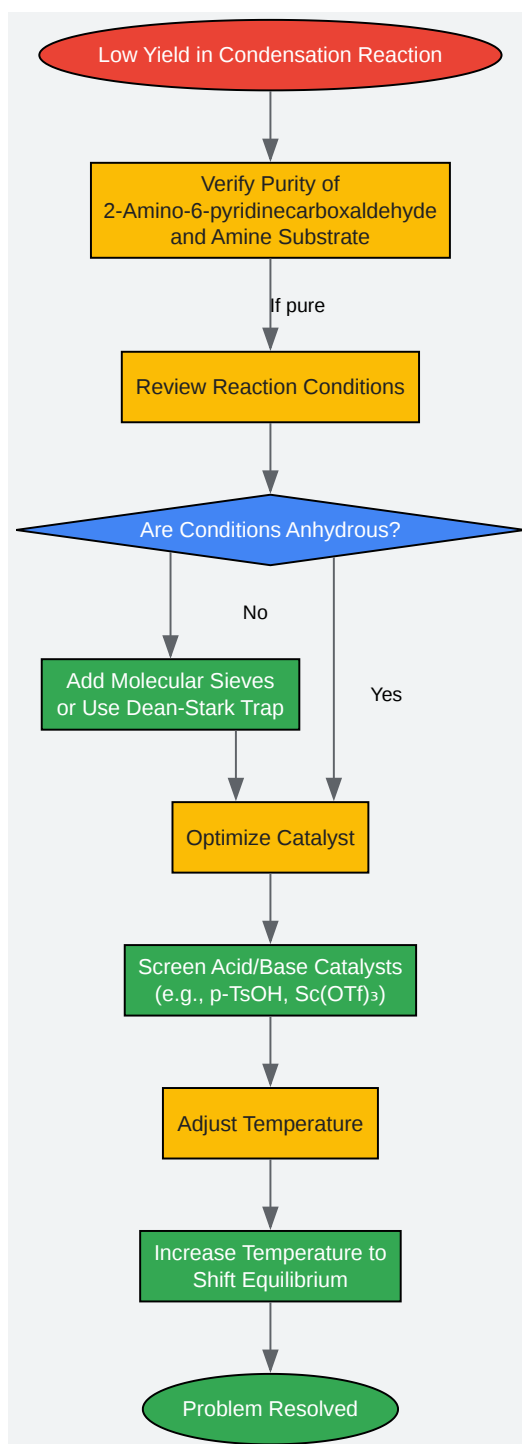 Low Yield in Condensation Reaction
Verify Purity of
2-Amino-6-pyridinecarboxaldehyde
and Amine Substrate
If pure
Review Reaction Conditions
Are Conditions Anhydrous?
No
Add Molecular Sieves
or Use Dean-Stark Trap
Yes
Optimize Catalyst
Screen Acid/Base Catalysts
(e.g., p-TsOH, Sc(OTf)₃)
Adjust Temperature
Increase Temperature to
Shift Equilibrium
Problem Resolved